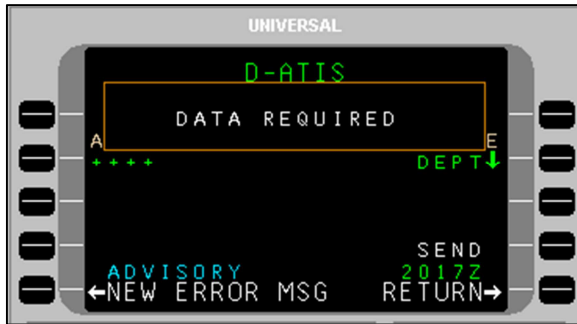 UNIVERSAL
D-ATIS
DATA REQUIRED
A E
++++ DEPT↓
SEND
ADVISORY 2017Z
←NEW ERROR MSG RETURN→